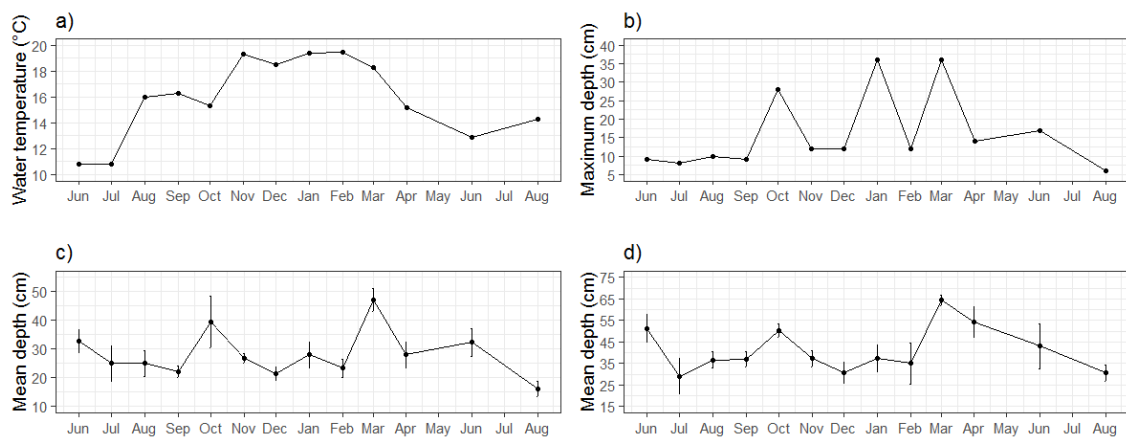 a)
Water temperature (°C)
20
18
16
14
12
10
Jun Jul Aug Sep Oct Nov Dec Jan Feb Mar Apr May Jun Jul Aug
b)
Maximum depth (cm)
40
35
30
25
20
15
10
5
Jun Jul Aug Sep Oct Nov Dec Jan Feb Mar Apr May Jun Jul Aug
c)
Mean depth (cm)
50
40
30
20
10
Jun Jul Aug Sep Oct Nov Dec Jan Feb Mar Apr May Jun Jul Aug
d)
Mean depth (cm)
75
65
55
45
35
25
15
Jun Jul Aug Sep Oct Nov Dec Jan Feb Mar Apr May Jun Jul Aug